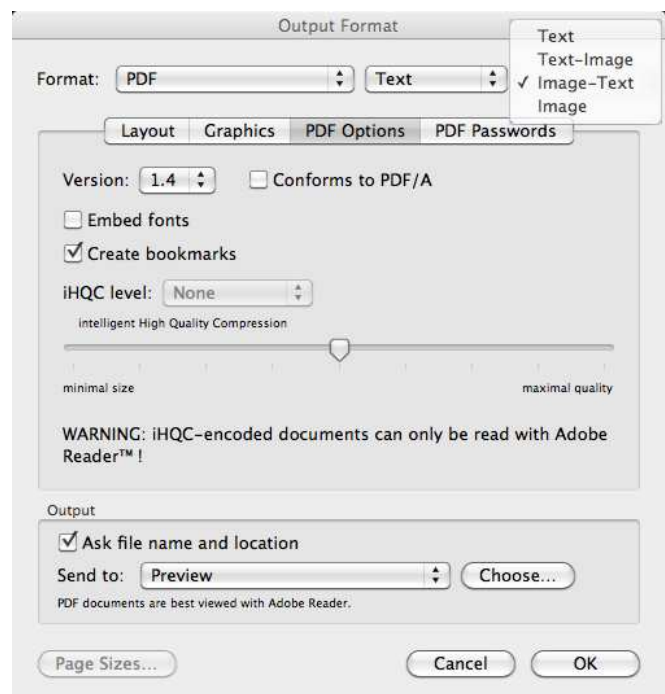 Output Format
Text
Text-Image
✓ Image-Text
Image
Format: PDF Text
Layout Graphics PDF Options PDF Passwords
Version: 1.4 Conforms to PDF/A
Embed fonts
Create bookmarks
iHQC level: None
intelligent High Quality Compression
minimal size maximal quality
WARNING: iHQC-encoded documents can only be read with Adobe
Reader™ !
Output
Ask file name and location
Send to: Preview Choose...
PDF documents are best viewed with Adobe Reader.
Page Sizes... Cancel OK